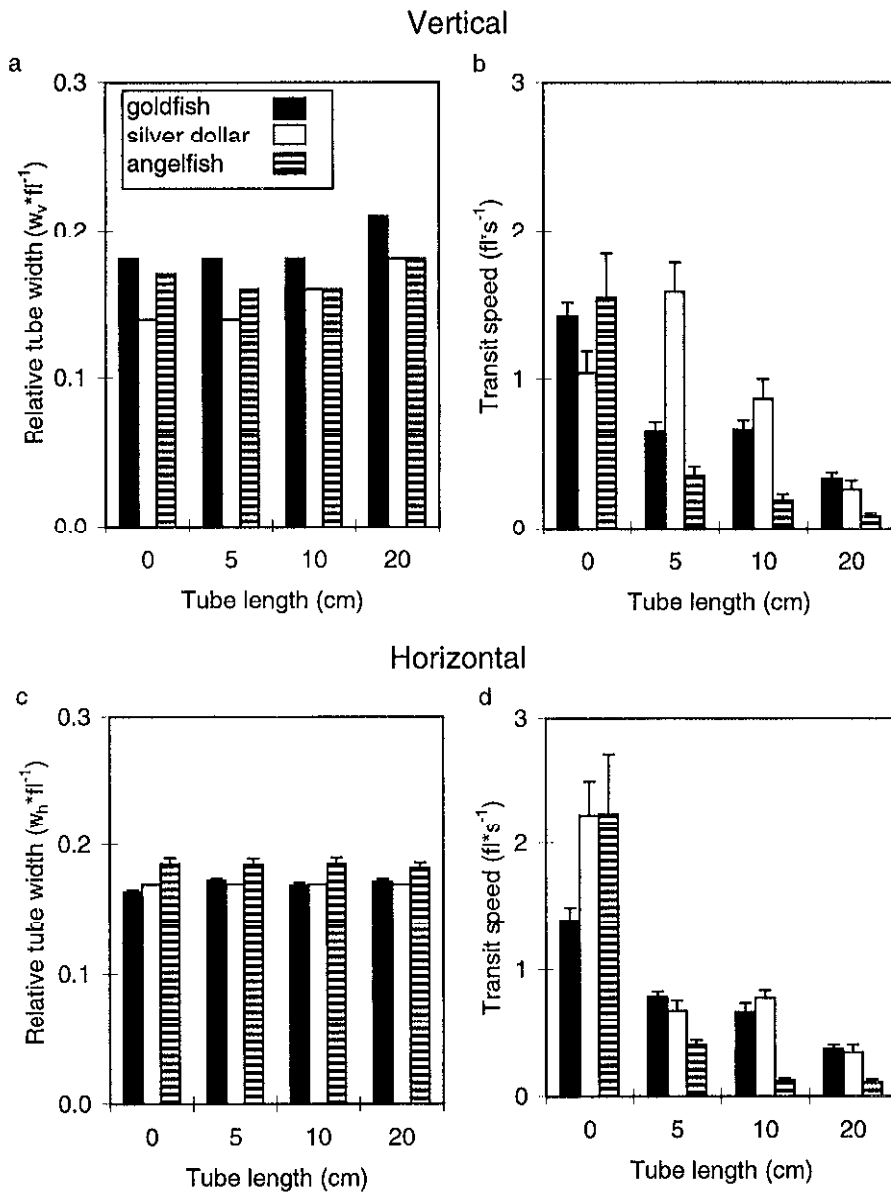 Vertical
a
Relative tube width (w_v*fl^-1)
0.3
0.2
0.1
0.0
goldfish
silver dollar
angelfish
0 5 10 20
Tube length (cm)
b
Transit speed (fl*s^-1)
3
2
1
0
0 5 10 20
Tube length (cm)
Horizontal
c
Relative tube width (w_h*fl^-1)
0.3
0.2
0.1
0.0
0 5 10 20
Tube length (cm)
d
Transit speed (fl*s^-1)
3
2
1
0
0 5 10 20
Tube length (cm)